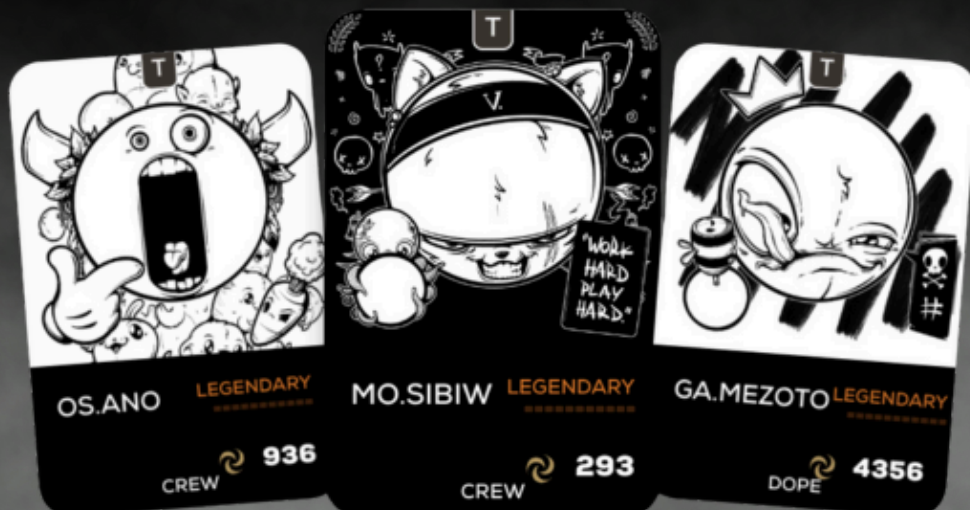 T
OS.ANO
LEGENDARY
936
CREW
T
V.
"WORK
HARD
PLAY
HARD."
MO.SIBIW
LEGENDARY
293
CREW
T
#
GA.MEZOTO
LEGENDARY
4356
DOPE